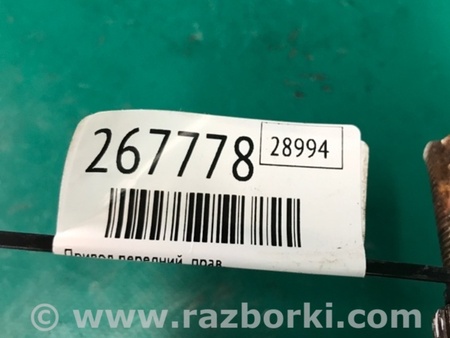 267778
28994
Привод передний, прав
© www.razborki.com